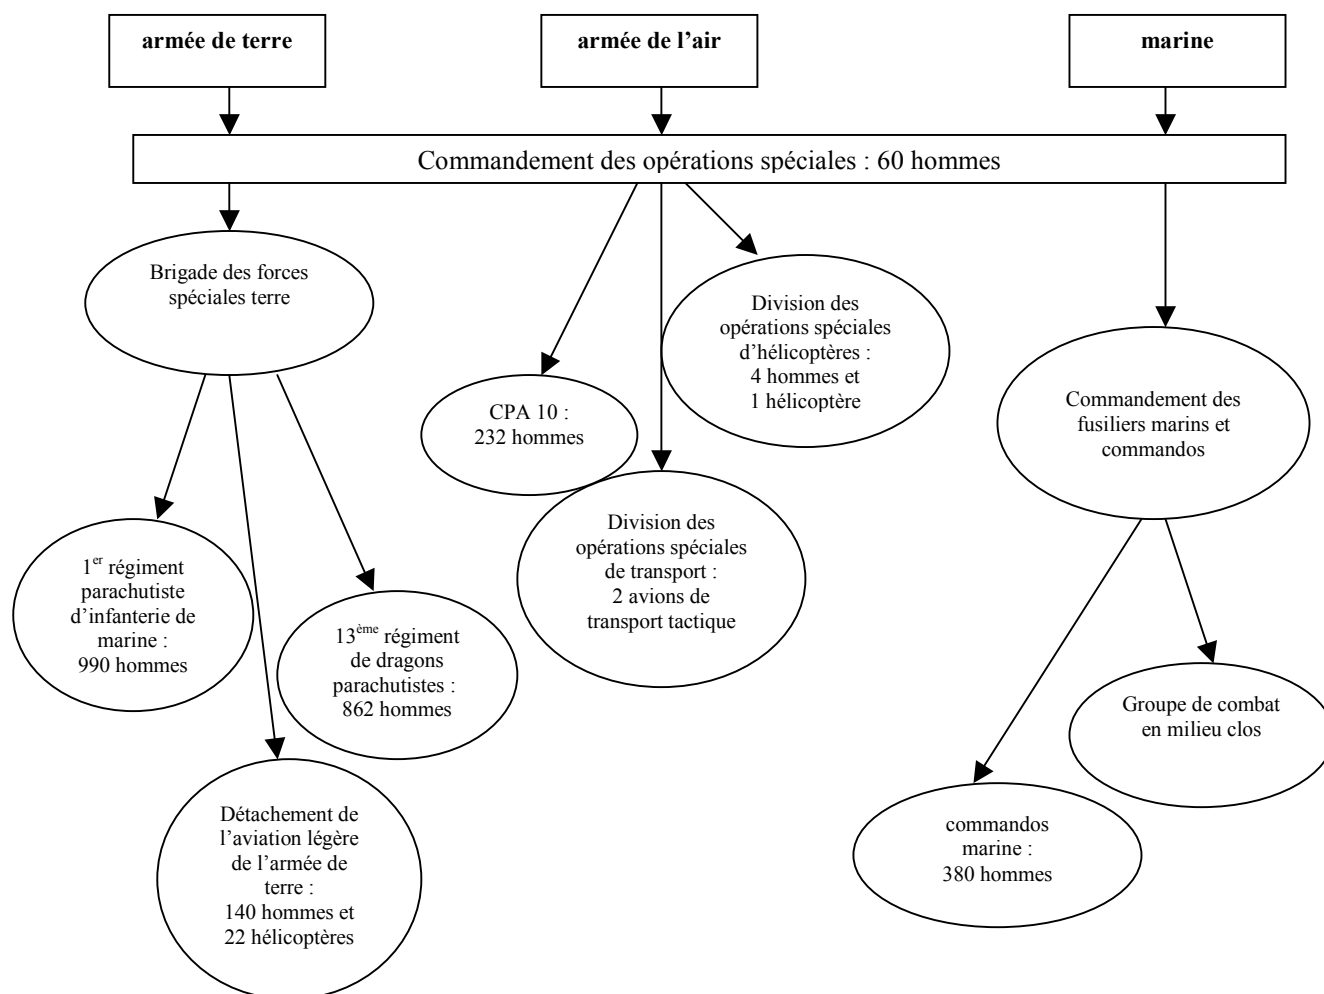 armée de terre
armée de l’air
marine
Commandement des opérations spéciales : 60 hommes
Brigade des forces
spéciales terre
Division des
opérations spéciales
d’hélicoptères :
4 hommes et
1 hélicoptère
CPA 10 :
232 hommes
Commandement des
fusiliers marins et
commandos
1er régiment
parachutiste
d’infanterie de
marine :
990 hommes
Division des
opérations spéciales
de transport :
2 avions de
transport tactique
13ème régiment
de dragons
parachutistes :
862 hommes
Groupe de combat
en milieu clos
Détachement de
l’aviation légère
de l’armée de
terre :
140 hommes et
22 hélicoptères
commandos
marine :
380 hommes